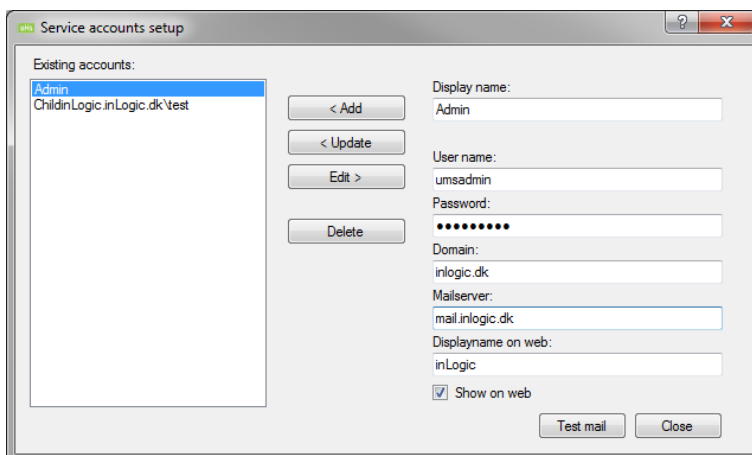 Service accounts setup
Existing accounts:
Admin
ChildinLogic.inLogic.dk\test
< Add
< Update
Edit >
Delete
Display name:
Admin
User name:
umsadmin
Password:
•••••••••
Domain:
inlogic.dk
Mailserver:
mail.inlogic.dk
Displayname on web:
inLogic
Show on web
Test mail
Close